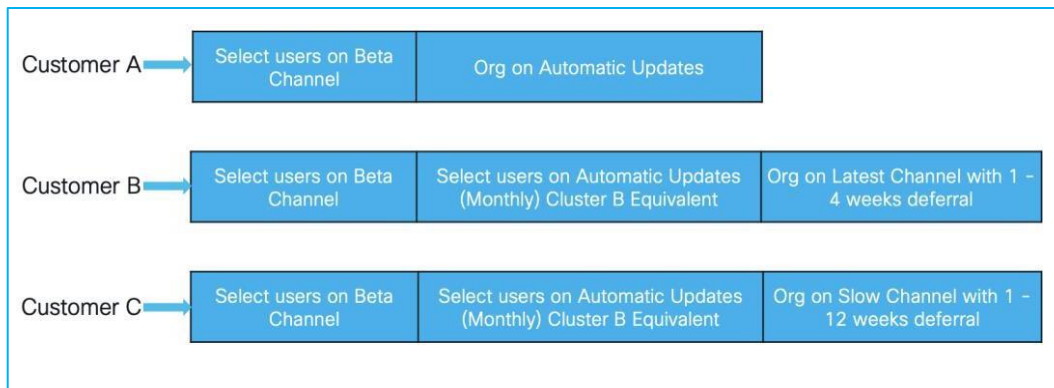 Customer A
Select users on Beta
Channel
Org on Automatic Updates
Customer B
Select users on Beta
Channel
Select users on Automatic Updates
(Monthly) Cluster B Equivalent
Org on Latest Channel with 1 –
4 weeks deferral
Customer C
Select users on Beta
Channel
Select users on Automatic Updates
(Monthly) Cluster B Equivalent
Org on Slow Channel with 1 –
12 weeks deferral